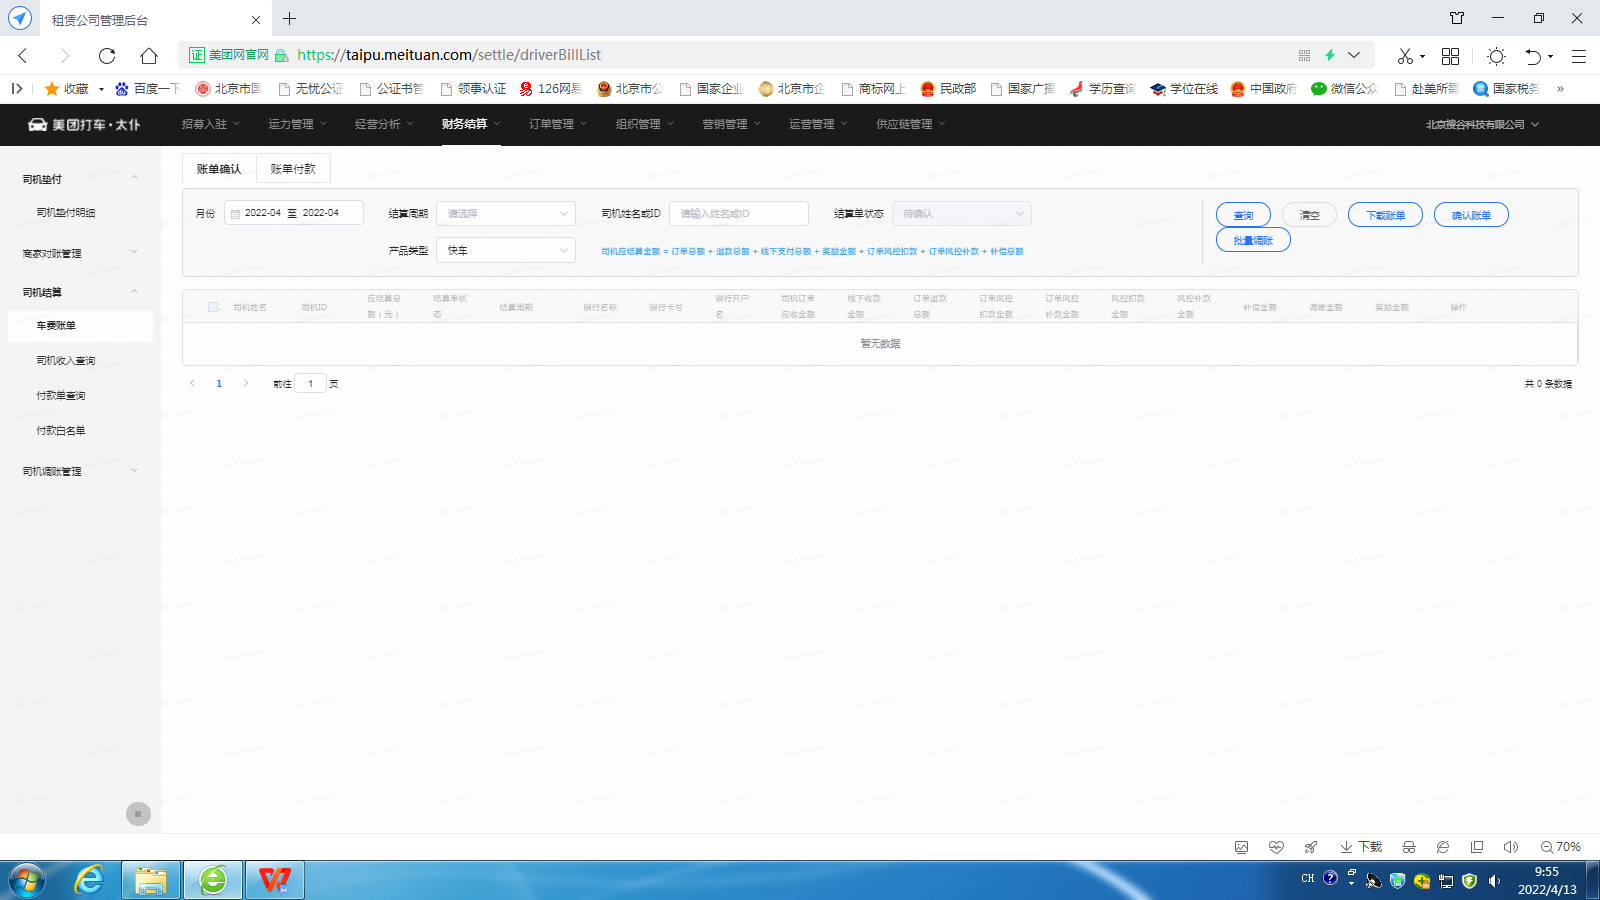 租赁公司管理后台
证 美团网官网 https://taipu.meituan.com/settle/driverBillList
收藏 百度一下 北京市国 无忧公证 公证书管 领事认证 126网易 北京市公 国家企业 北京市企 商标网上 民政部 国家广播 学历查询 学位在线 中国政府 微信公众 赴美所需 国家税务 »
美团打车·太仆 招募入驻 运力管理 经营分析 财务结算 订单管理 组织管理 营销管理 运营管理 供应链管理 北京搜谷科技有限公司
司机垫付
司机垫付明细
商家对账管理
司机结算
车费账单
司机收入查询
付款单查询
付款白名单
司机调账管理
账单确认 账单付款
月份 2022-04 至 2022-04 结算周期 请选择 司机姓名或ID 请输入姓名或ID 结算单状态 待确认 查询 清空 下载账单 确认账单
产品类型 快车 司机应结算金额 = 订单总额 + 退款总额 + 线下支付总额 + 奖励金额 + 订单风控扣款 + 订单风控补款 + 补偿总额 批量调账
司机姓名 司机ID 应结算总额（元） 结算单状态 结算周期 银行名称 银行卡号 银行开户名 司机订单应收金额 线下收款金额 订单退款总额 订单风控扣款金额 订单风控补款金额 风控扣款金额 风控补款金额 补偿金额 调账金额 奖励金额 操作
暂无数据
1 前往 1 页 共 0 条数据
下载 70%
CH 9:55
2022/4/13